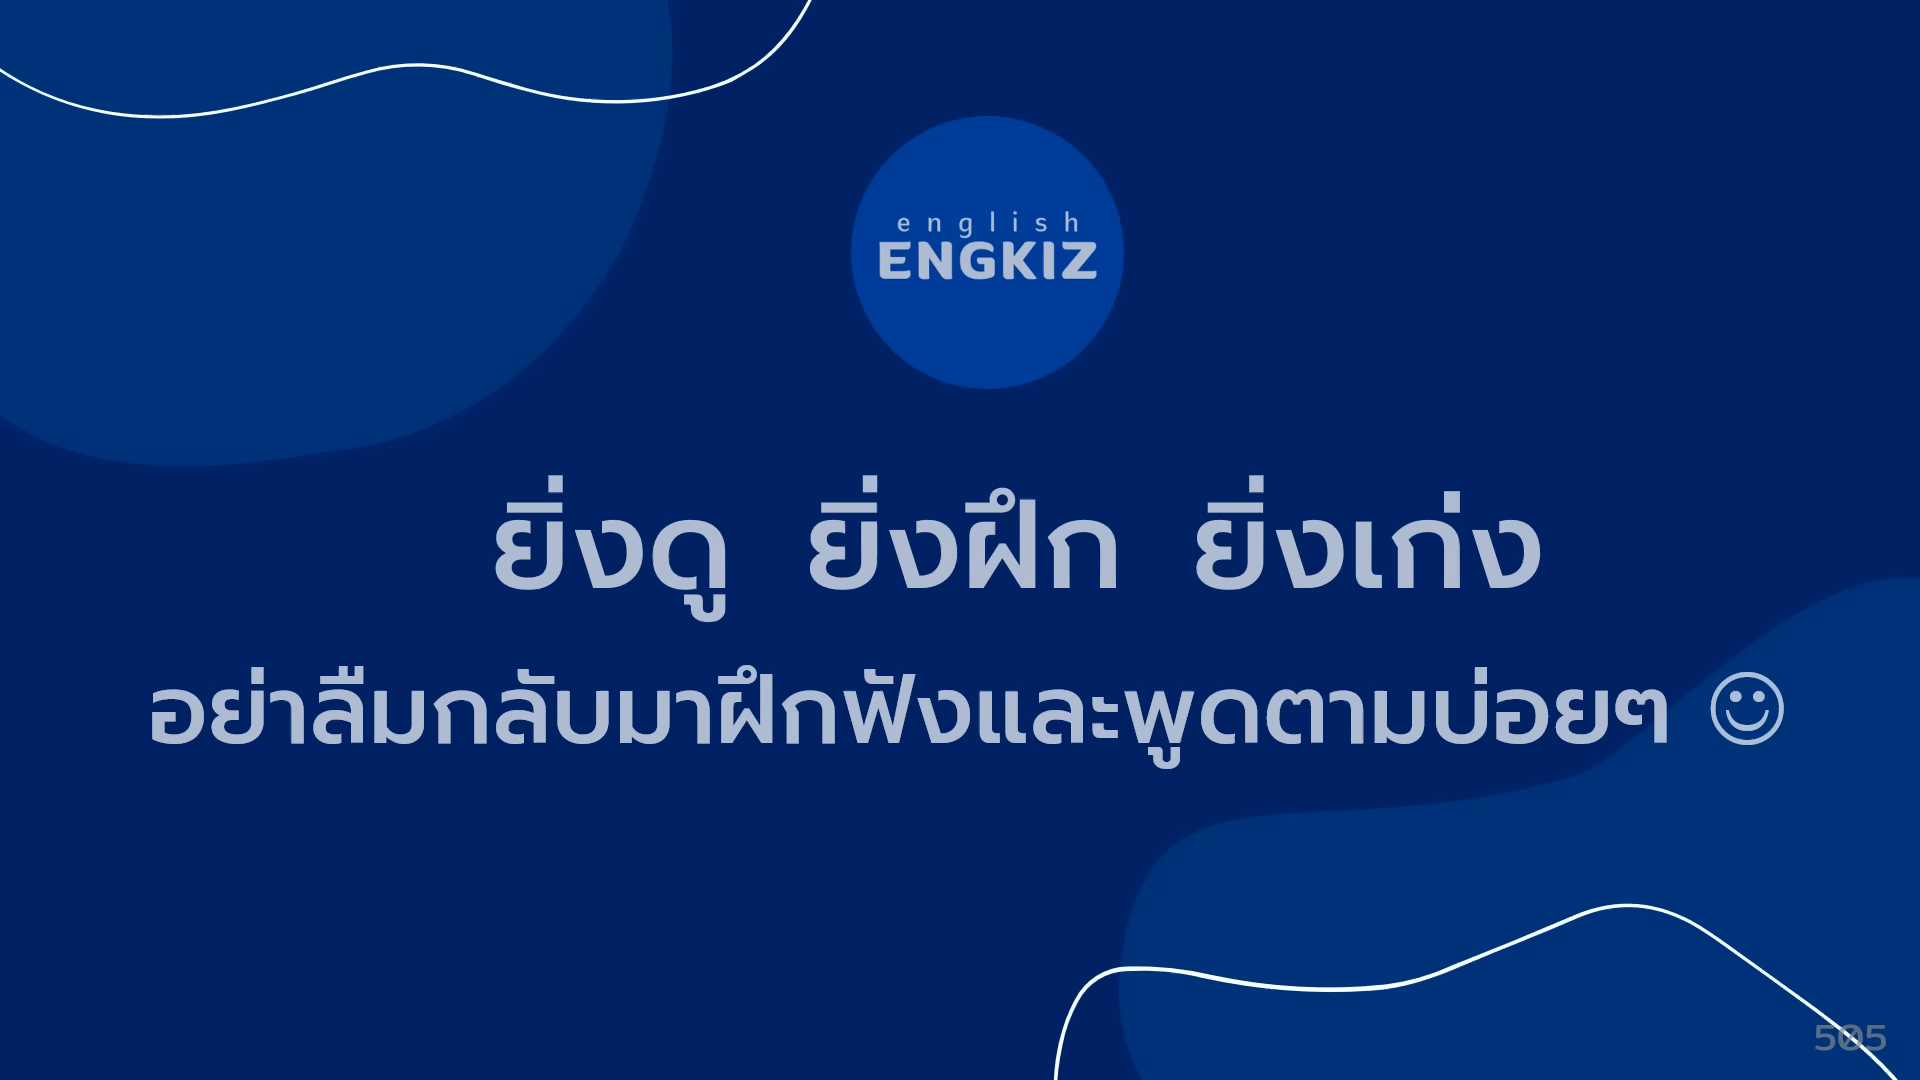 english
ENGKIZ
ยิ่งดู ยิ่งฝึก ยิ่งเก่ง
อย่าลืมกลับมาฝึกฟังและพูดตามบ่อยๆ ☺
505